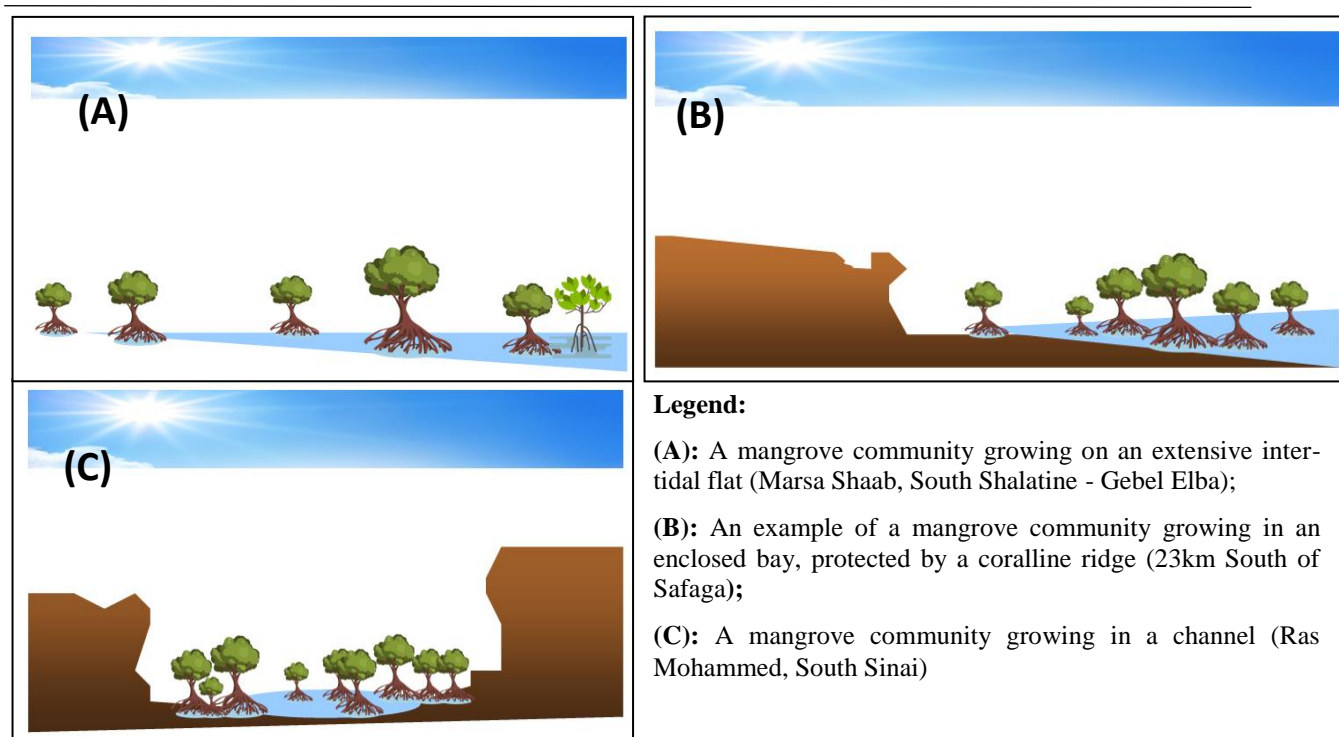 (A)
(B)
(C)
Legend:
(A): A mangrove community growing on an extensive inter-
tidal flat (Marsa Shaab, South Shalatine - Gebel Elba);
(B): An example of a mangrove community growing in an
enclosed bay, protected by a coralline ridge (23km South of
Safaga);
(C): A mangrove community growing in a channel (Ras
Mohammed, South Sinai)